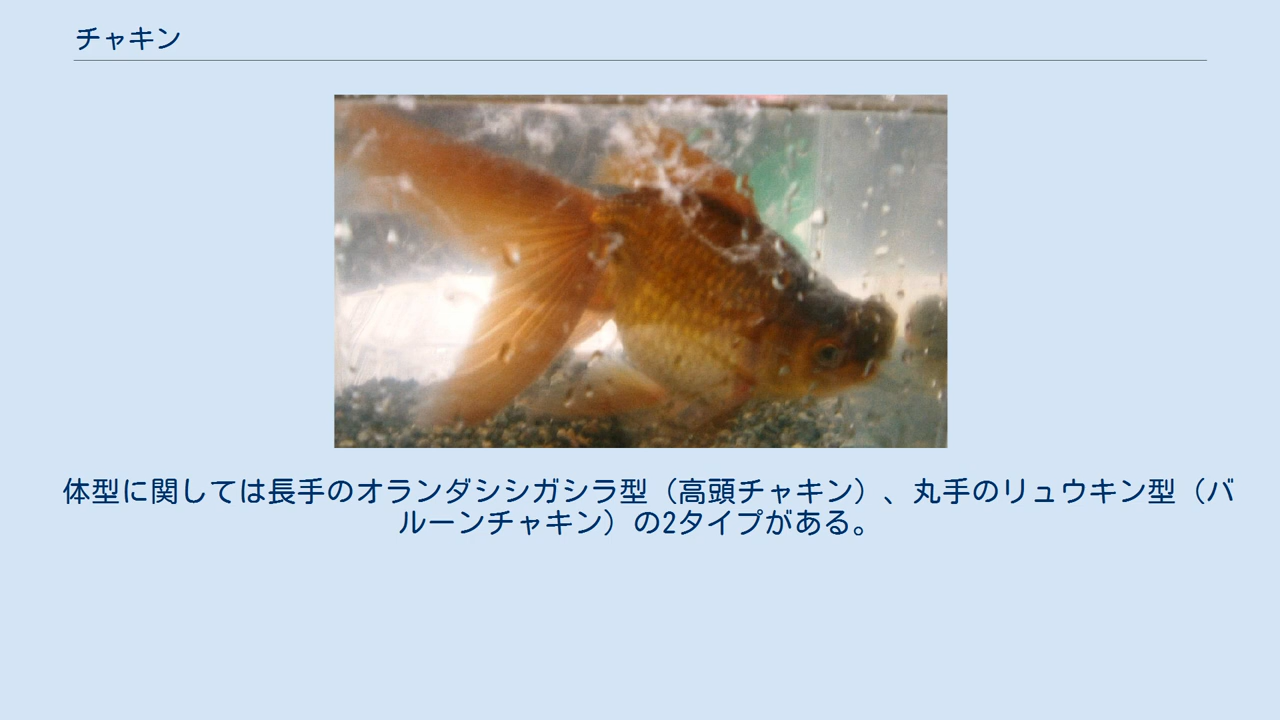 チャキン
体型に関しては長手のオランダシシガシラ型（高頭チャキン）、丸手のリュウキン型（バ
ルーンチャキン）の2タイプがある。